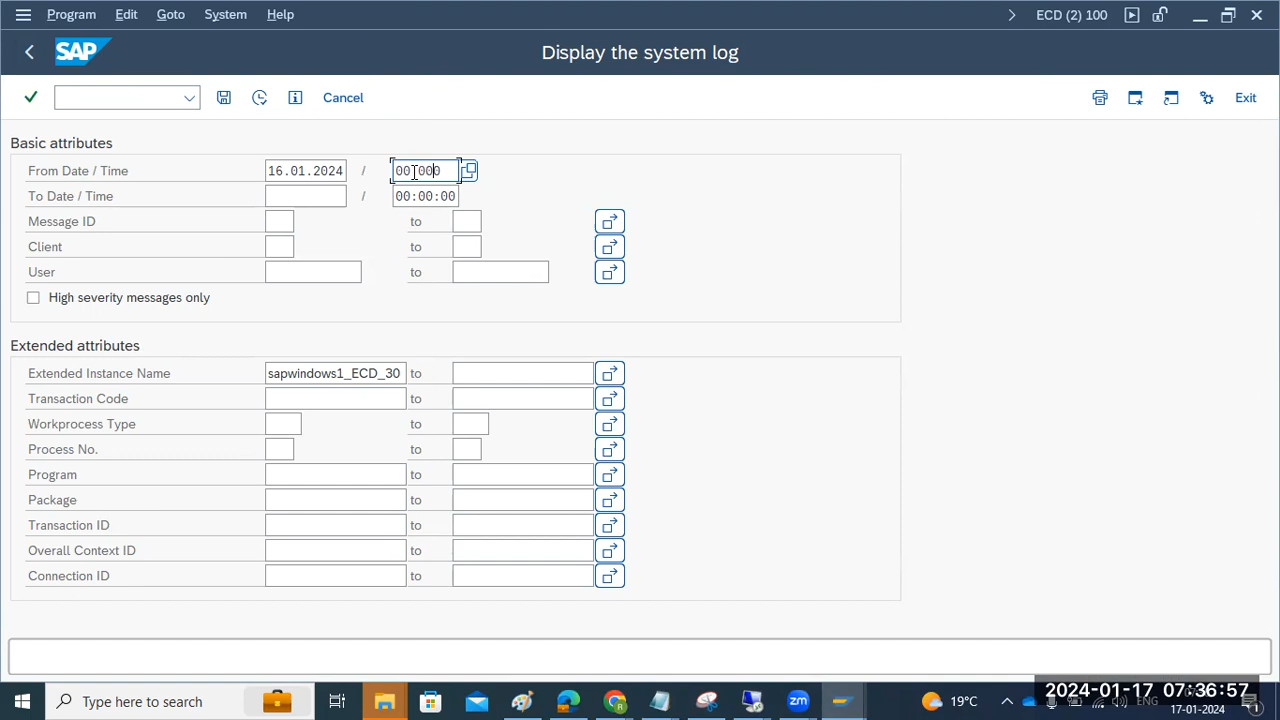 Program Edit Goto System Help ECD (2) 100
SAP Display the system log
Cancel Exit
Basic attributes
From Date / Time 16.01.2024 / 00:000
To Date / Time / 00:00:00
Message ID to
Client to
User to
High severity messages only
Extended attributes
Extended Instance Name sapwindows1_ECD_30 to
Transaction Code to
Workprocess Type to
Process No. to
Program to
Package to
Transaction ID to
Overall Context ID to
Connection ID to
Type here to search 19°C ENG
2024-01-17 07:36:57
17-01-2024